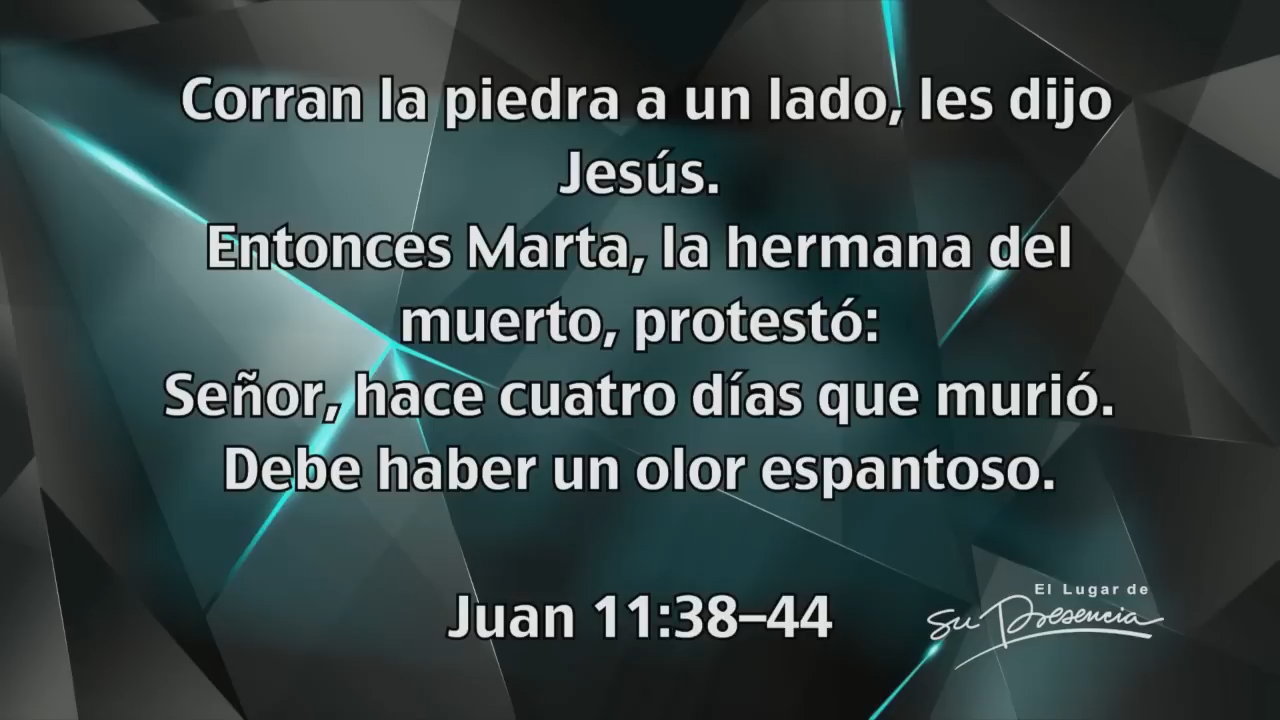 Corran la piedra a un lado, les dijo
Jesús.
Entonces Marta, la hermana del
muerto, protestó:
Señor, hace cuatro días que murió.
Debe haber un olor espantoso.
Juan 11:38–44
El Lugar de
Su Presencia